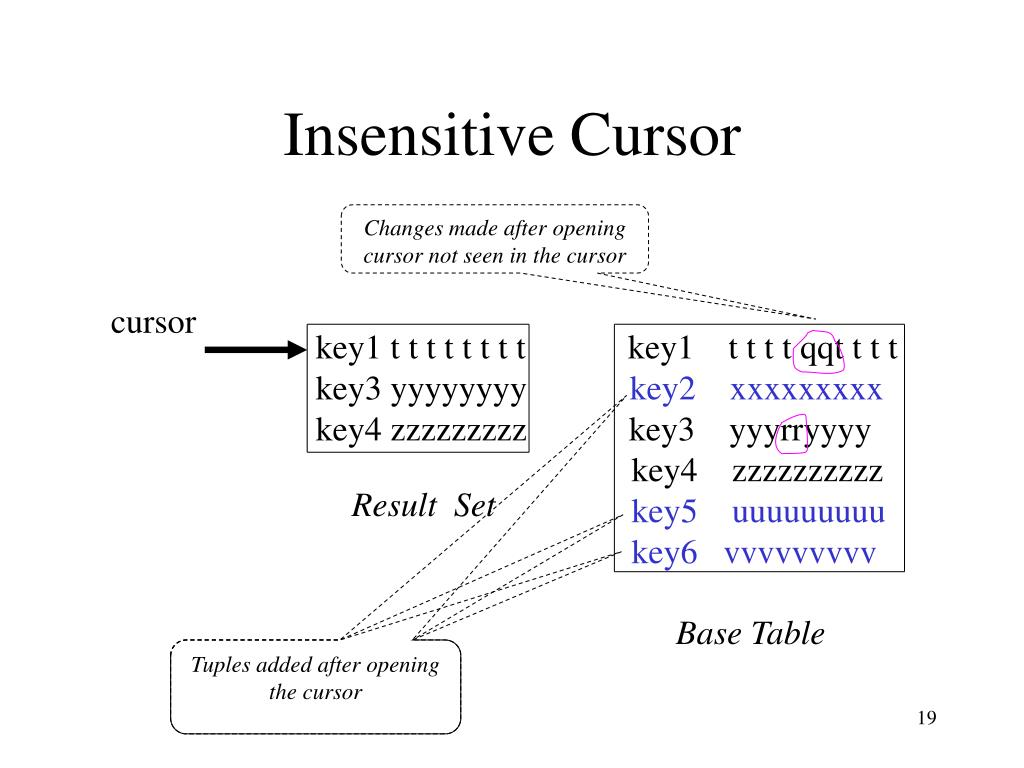 Insensitive Cursor
Changes made after opening
cursor not seen in the cursor
cursor
key1 t t t t t t t t
key3 yyyyyyyy
key4 zzzzzzzzz
Result Set
key1 t t t t qqt t t t
key2 xxxxxxxxx
key3 yyyrryyyy
key4 zzzzzzzzzz
key5 uuuuuuuuu
key6 vvvvvvvvv
Base Table
Tuples added after opening
the cursor
19